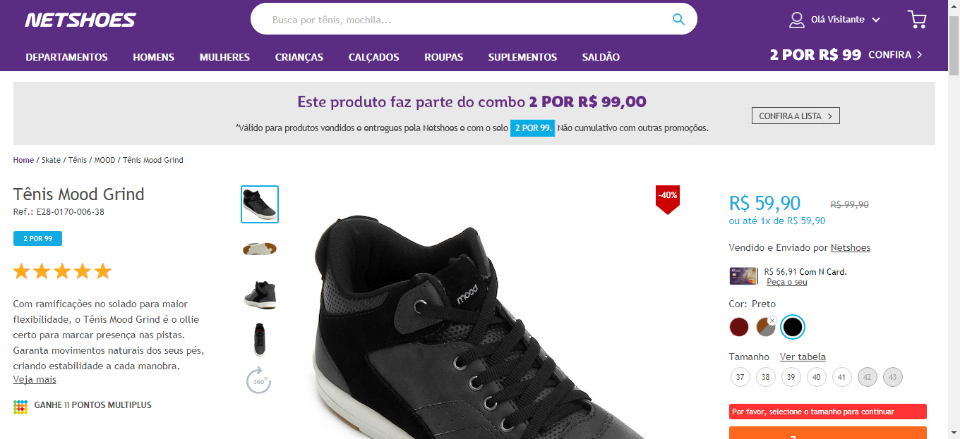 NETSHOES
Busca por tênis, mochila...
Olá Visitante
DEPARTAMENTOS HOMENS MULHERES CRIANÇAS CALÇADOS ROUPAS SUPLEMENTOS SALDÃO
2 POR R$ 99 CONFIRA
Este produto faz parte do combo 2 POR R$ 99,00
*Válido para produtos vendidos e entregues pela Netshoes e com o selo 2 POR 99. Não cumulativo com outras promoções.
CONFIRA A LISTA
Home / Skate / Tênis / MOOD / Tênis Mood Grind
Tênis Mood Grind
Ref.: E28-0170-006-38
2 POR 99
Com ramificações no solado para maior
flexibilidade, o Tênis Mood Grind é o ollie
certo para marcar presença nas pistas.
Garanta movimentos naturais dos seus pés,
criando estabilidade a cada manobra.
Veja mais
GANHE 11 PONTOS MULTIPLUS
360°
mood
-40%
R$ 59,90 R$ 99,90
ou até 1x de R$ 59,90
Vendido e Enviado por Netshoes
R$ 56,91 Com N Card.
Peça o seu
Cor: Preto
Tamanho Ver tabela
37 38 39 40 41 42 43
Por favor, selecione o tamanho para continuar